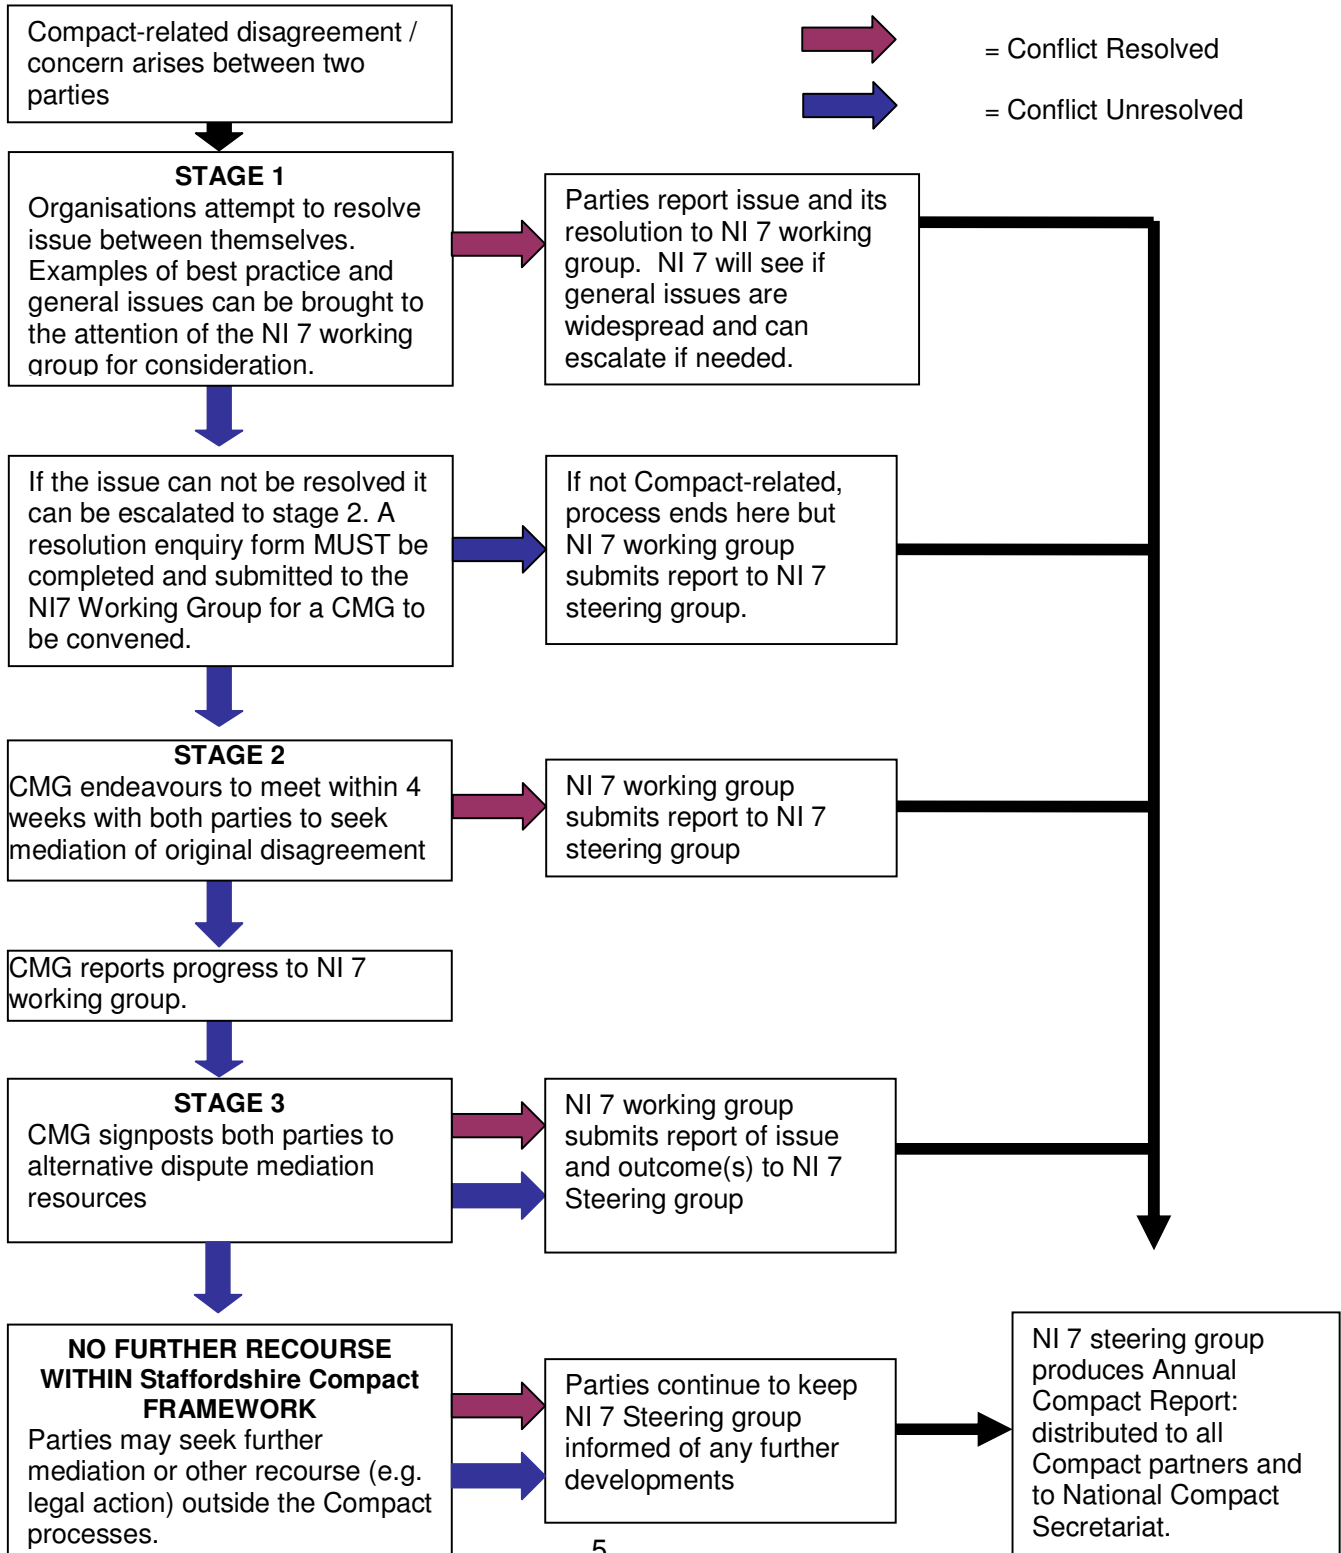 Compact-related disagreement /
concern arises between two
parties
= Conflict Resolved
= Conflict Unresolved
STAGE 1
Organisations attempt to resolve
issue between themselves.
Examples of best practice and
general issues can be brought to
the attention of the NI 7 working
group for consideration.
Parties report issue and its
resolution to NI 7 working
group.  NI 7 will see if
general issues are
widespread and can
escalate if needed.
If the issue can not be resolved it
can be escalated to stage 2. A
resolution enquiry form MUST be
completed and submitted to the
NI7 Working Group for a CMG to
be convened.
If not Compact-related,
process ends here but
NI 7 working group
submits report to NI 7
steering group.
STAGE 2
CMG endeavours to meet within 4
weeks with both parties to seek
mediation of original disagreement
NI 7 working group
submits report to NI 7
steering group
CMG reports progress to NI 7
working group.
STAGE 3
CMG signposts both parties to
alternative dispute mediation
resources
NI 7 working group
submits report of issue
and outcome(s) to NI 7
Steering group
NO FURTHER RECOURSE
WITHIN Staffordshire Compact
FRAMEWORK
Parties may seek further
mediation or other recourse (e.g.
legal action) outside the Compact
processes.
Parties continue to keep
NI 7 Steering group
informed of any further
developments
NI 7 steering group
produces Annual
Compact Report:
distributed to all
Compact partners and
to National Compact
Secretariat.
5